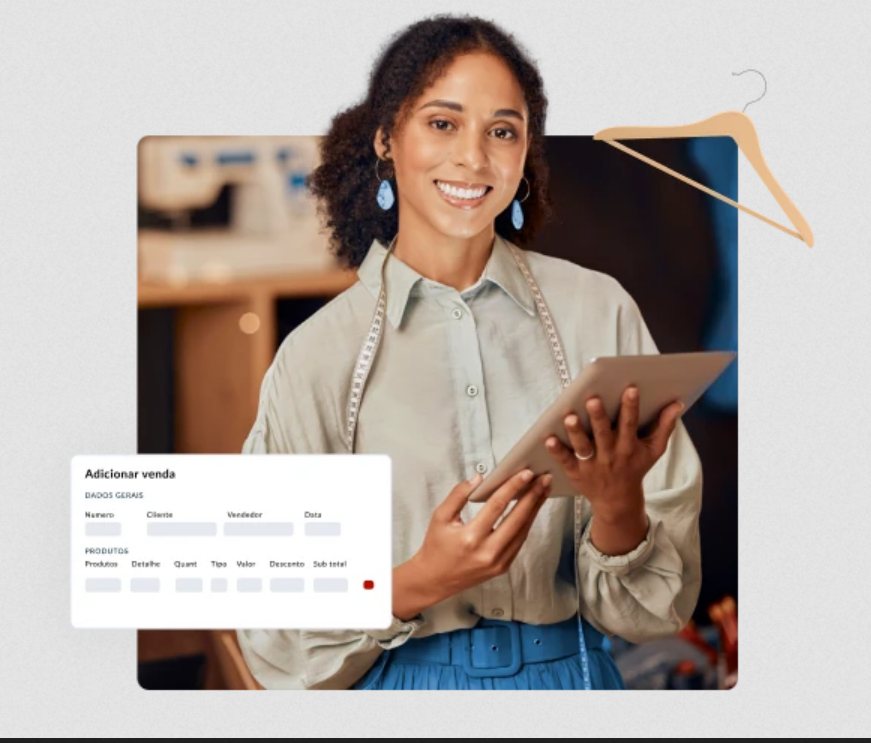 Adicionar venda
DADOS GERAIS
Numero Cliente Vendedor Data
PRODUTOS
Produtos Detalhe Quant Tipo Valor Desconto Sub total